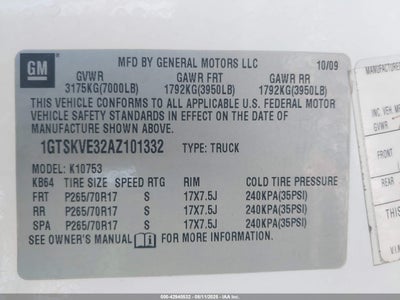 GM
MFD BY GENERAL MOTORS LLC 10/09
GVWR GAWR FRT GAWR RR
3175KG(7000LB) 1792KG(3950LB) 1792KG(3950LB)
THIS VEHICLE CONFORMS TO ALL APPLICABLE U.S. FEDERAL MOTOR
VEHICLE SAFETY STANDARDS IN EFFECT ON THE DATE OF
MANUFACTURE SHOWN ABOVE.
1GTSKVE32AZ101332 TYPE: TRUCK
MODEL: K10753
KB64 TIRE SIZE SPEED RTG RIM COLD TIRE PRESSURE
FRT P265/70R17 S 17X7.5J 240KPA(35PSI)
RR P265/70R17 S 17X7.5J 240KPA(35PSI)
SPA P265/70R17 S 17X7.5J 240KPA(35PSI)
SEE OWNER'S MANUAL FOR MORE INFORMATION.
MANUFACTURE
INC. VEH. M
GVWR